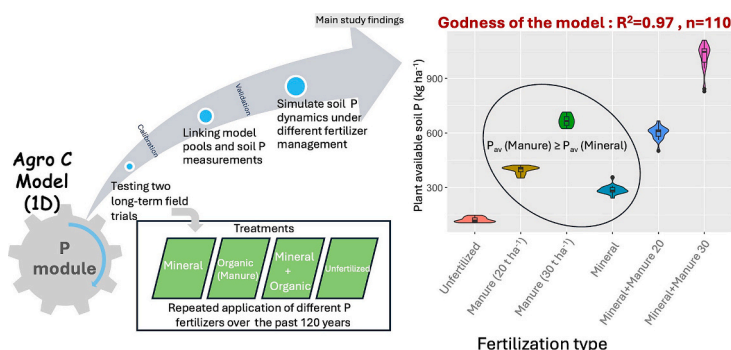 Main study findings
Validation
Calibration
Simulate soil P
dynamics under
different fertilizer
management
Linking model
pools and soil P
measurements
Testing two
long-term field
trials
Agro C
Model
(1D)
P
module
Treatments
Mineral
Organic
(Manure)
Mineral
+
Organic
Unfertilized
Repeated application of different P
fertilizers over the past 120 years
Godness of the model : R²=0.97 , n=110
Plant available soil P (kg ha⁻¹)
900
600
300
Pav (Manure) ≥ Pav (Mineral)
Unfertilized
Manure (20 t ha⁻¹)
Manure (30 t ha⁻¹)
Mineral
Mineral+Manure 20
Mineral+Manure 30
Fertilization type